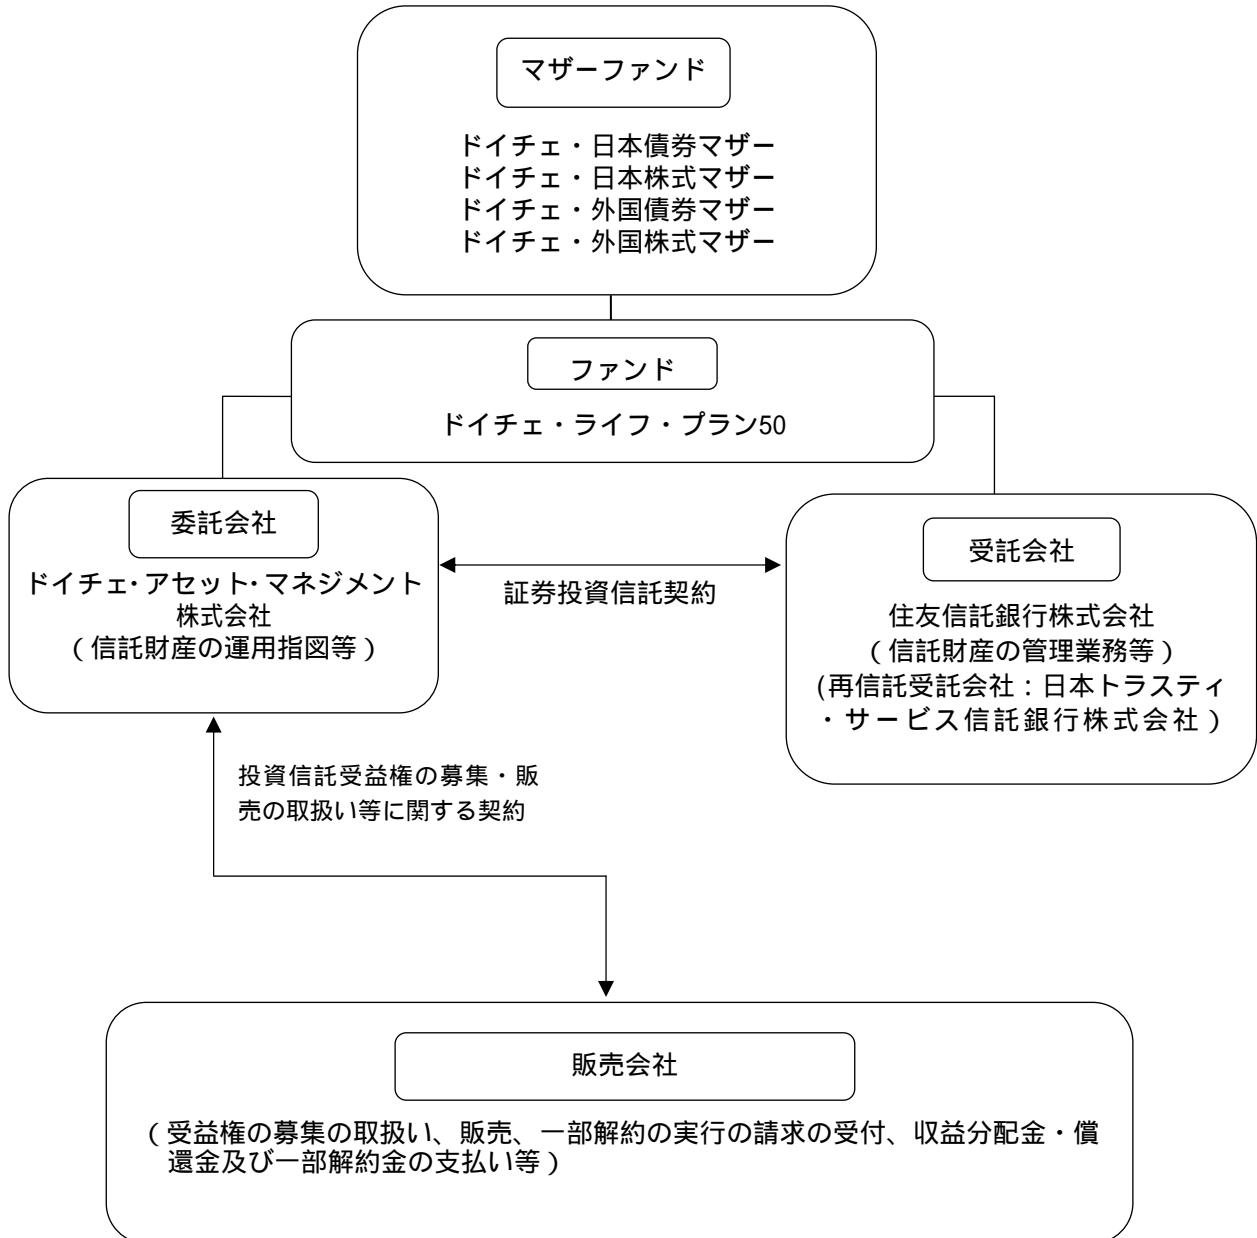 マザーファンド
ドイチェ・日本債券マザー
ドイチェ・日本株式マザー
ドイチェ・外国債券マザー
ドイチェ・外国株式マザー
ファンド
ドイチェ・ライフ・プラン50
委託会社
ドイチェ・アセット・マネジメント
株式会社
(信託財産の運用指図等)
証券投資信託契約
受託会社
住友信託銀行株式会社
(信託財産の管理業務等)
(再信託受託会社:日本トラスティ
・サービス信託銀行株式会社)
投資信託受益権の募集・販
売の取扱い等に関する契約
販売会社
(受益権の募集の取扱い、販売、一部解約の実行の請求の受付、収益分配金・償
還金及び一部解約金の支払い等)